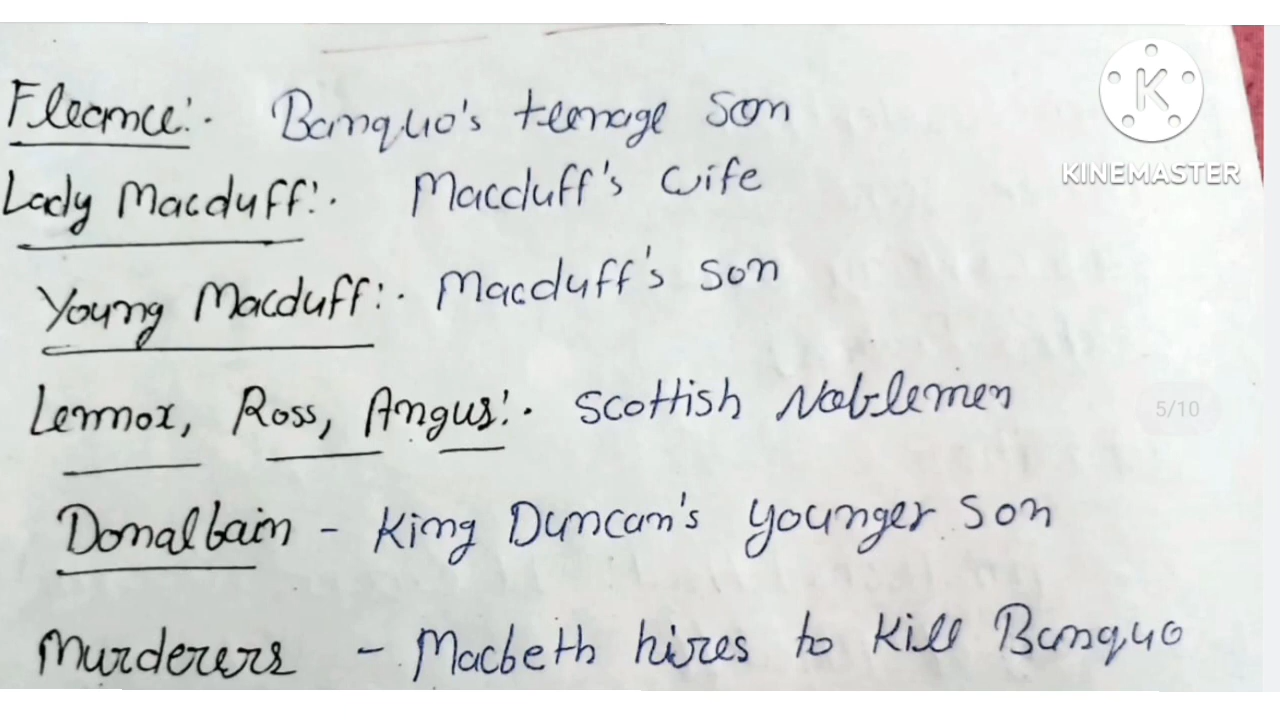 Fleance:- Banquo's teenage son
K
KINEMASTER
Lady Macduff:- Macduff's wife
Young Macduff:- Macduff's son
Lennox, Ross, Angus:- Scottish Noblemen
5/10
Donalbain - King Duncan's younger son
Murderers - Macbeth hires to kill Banquo